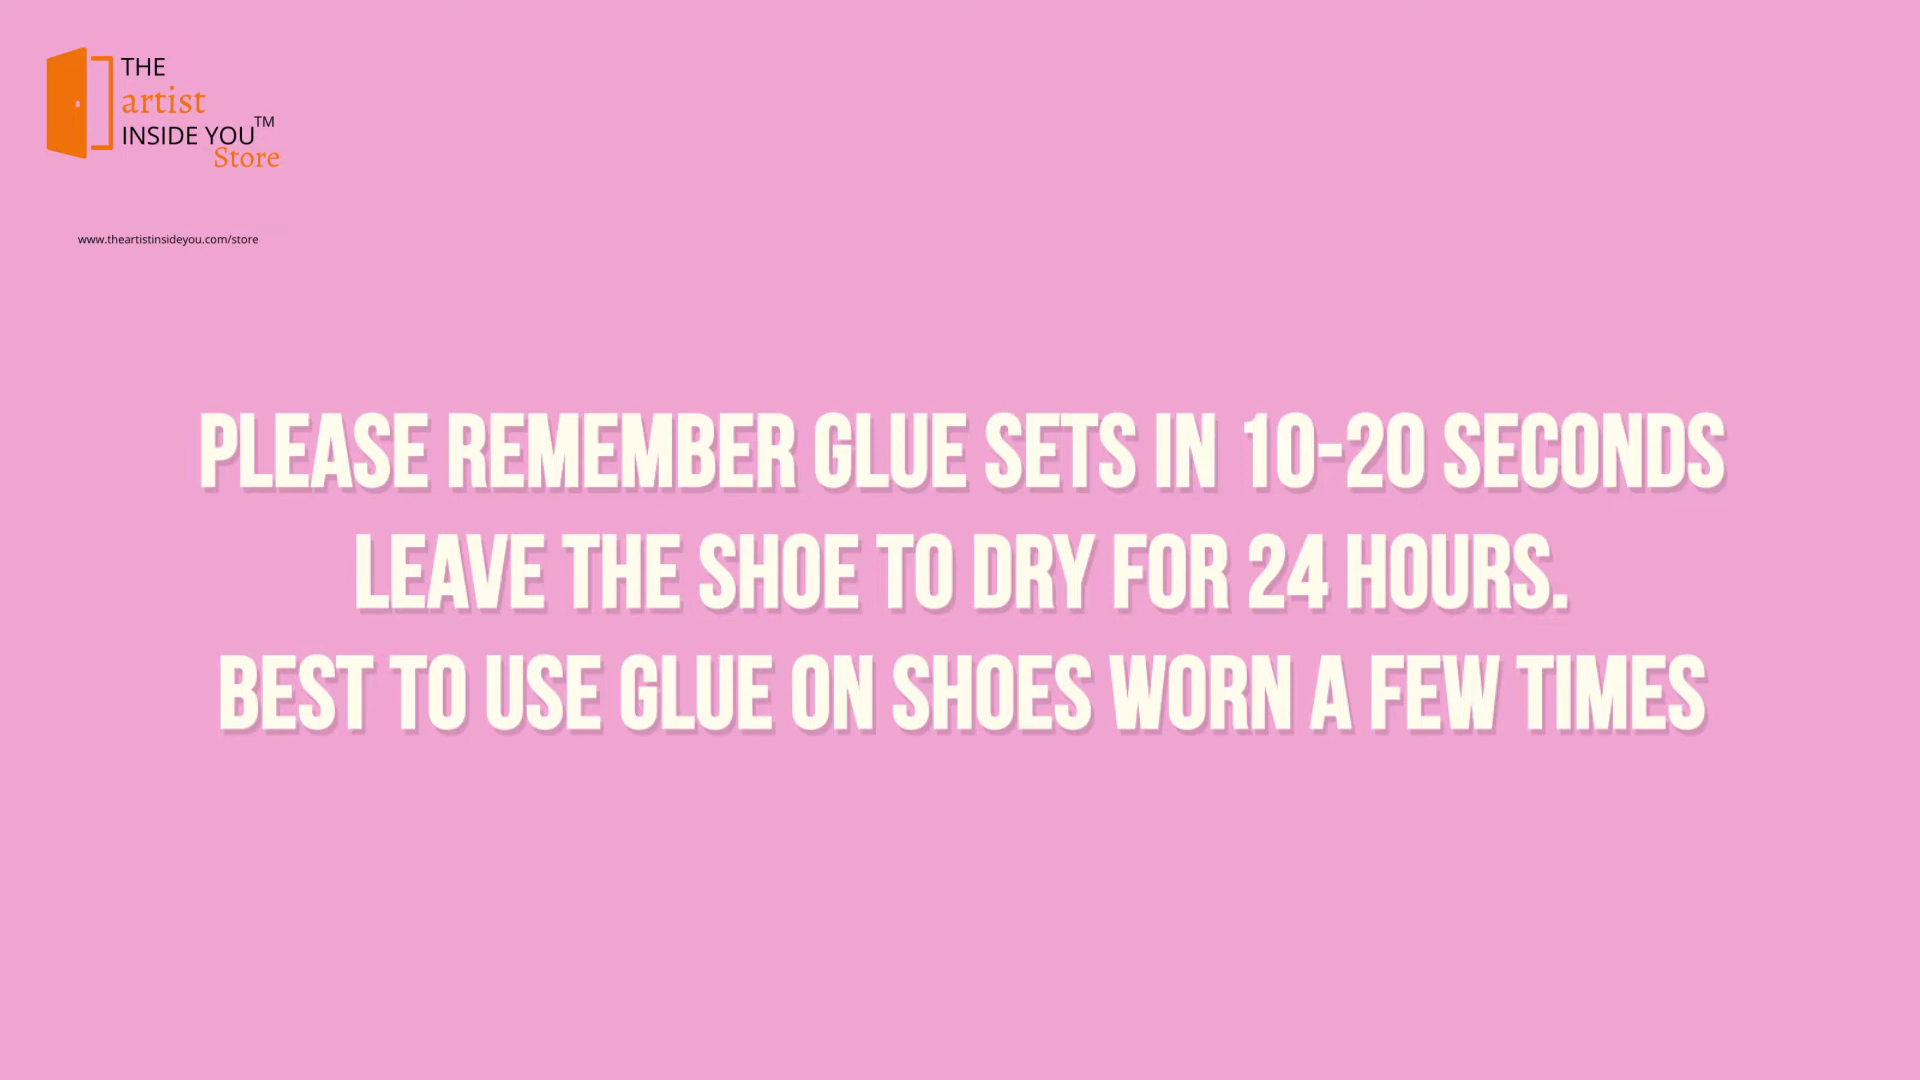 THE
artist
INSIDE YOU™
Store
www.theartistinsideyou.com/store
PLEASE REMEMBER GLUE SETS IN 10-20 SECONDS
LEAVE THE SHOE TO DRY FOR 24 HOURS.
BEST TO USE GLUE ON SHOES WORN A FEW TIMES